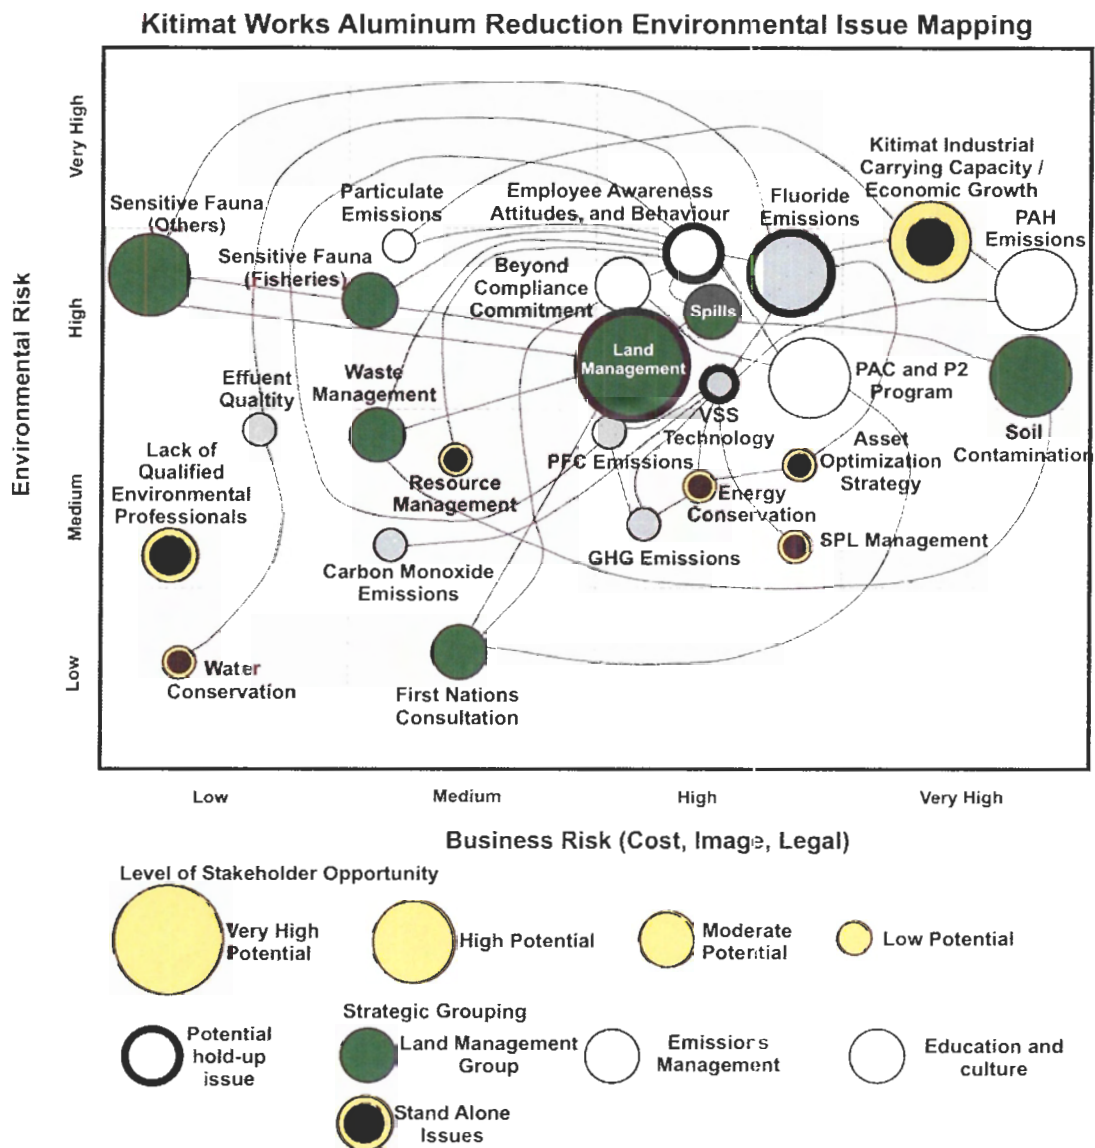 Kitimat Works Aluminum Reduction Environmental Issue Mapping
Environmental Risk
Very High
High
Medium
Low
Sensitive Fauna
(Others)
Particulate
Emissions
Sensitive Fauna
(Fisheries)
Employee Awareness
Attitudes, and Behaviour
Beyond
Compliance
Commitment
Fluoride
Emissions
Kitimat Industrial
Carrying Capacity /
Economic Growth
PAH
Emissions
Spills
Land
Management
Effuent
Qualtity
Waste
Management
PAC and P2
Program
VSS
Technology
Soil
Contamination
Lack of
Qualified
Environmental
Professionals
Resource
Management
PFC Emissions
Asset
Optimization
Strategy
Energy
Conservation
SPL Management
GHG Emissions
Carbon Monoxide
Emissions
Water
Conservation
First Nations
Consultation
Low
Medium
High
Very High
Business Risk (Cost, Image, Legal)
Level of Stakeholder Opportunity
Very High
Potential
High Potential
Moderate
Potential
Low Potential
Strategic Grouping
Potential
hold-up
issue
Land Management
Group
Emissions
Management
Education and
culture
Stand Alone
Issues